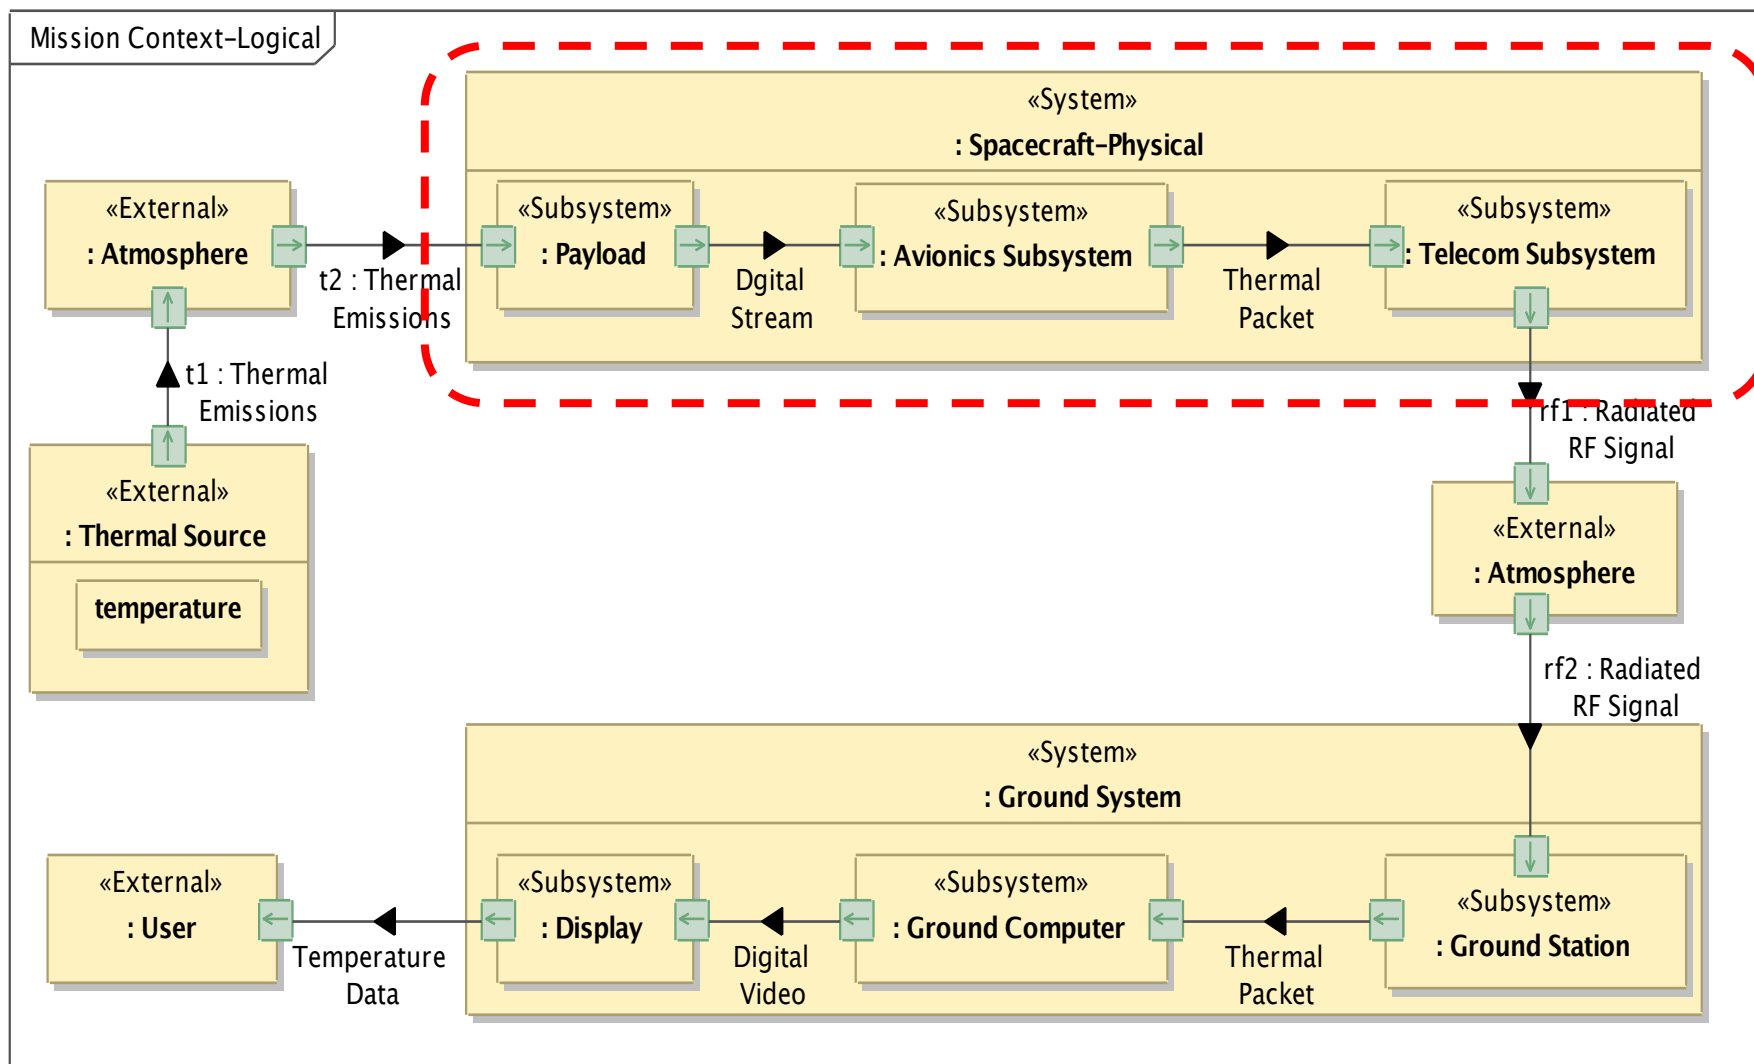 Mission Context–Logical
«System»
: Spacecraft–Physical
«External»
: Atmosphere
t2 : Thermal
Emissions
«Subsystem»
: Payload
Dgital
Stream
«Subsystem»
: Avionics Subsystem
Thermal
Packet
«Subsystem»
: Telecom Subsystem
t1 : Thermal
Emissions
rf1 : Radiated
RF Signal
«External»
: Thermal Source
temperature
«External»
: Atmosphere
rf2 : Radiated
RF Signal
«System»
: Ground System
«External»
: User
Temperature
Data
«Subsystem»
: Display
Digital
Video
«Subsystem»
: Ground Computer
Thermal
Packet
«Subsystem»
: Ground Station